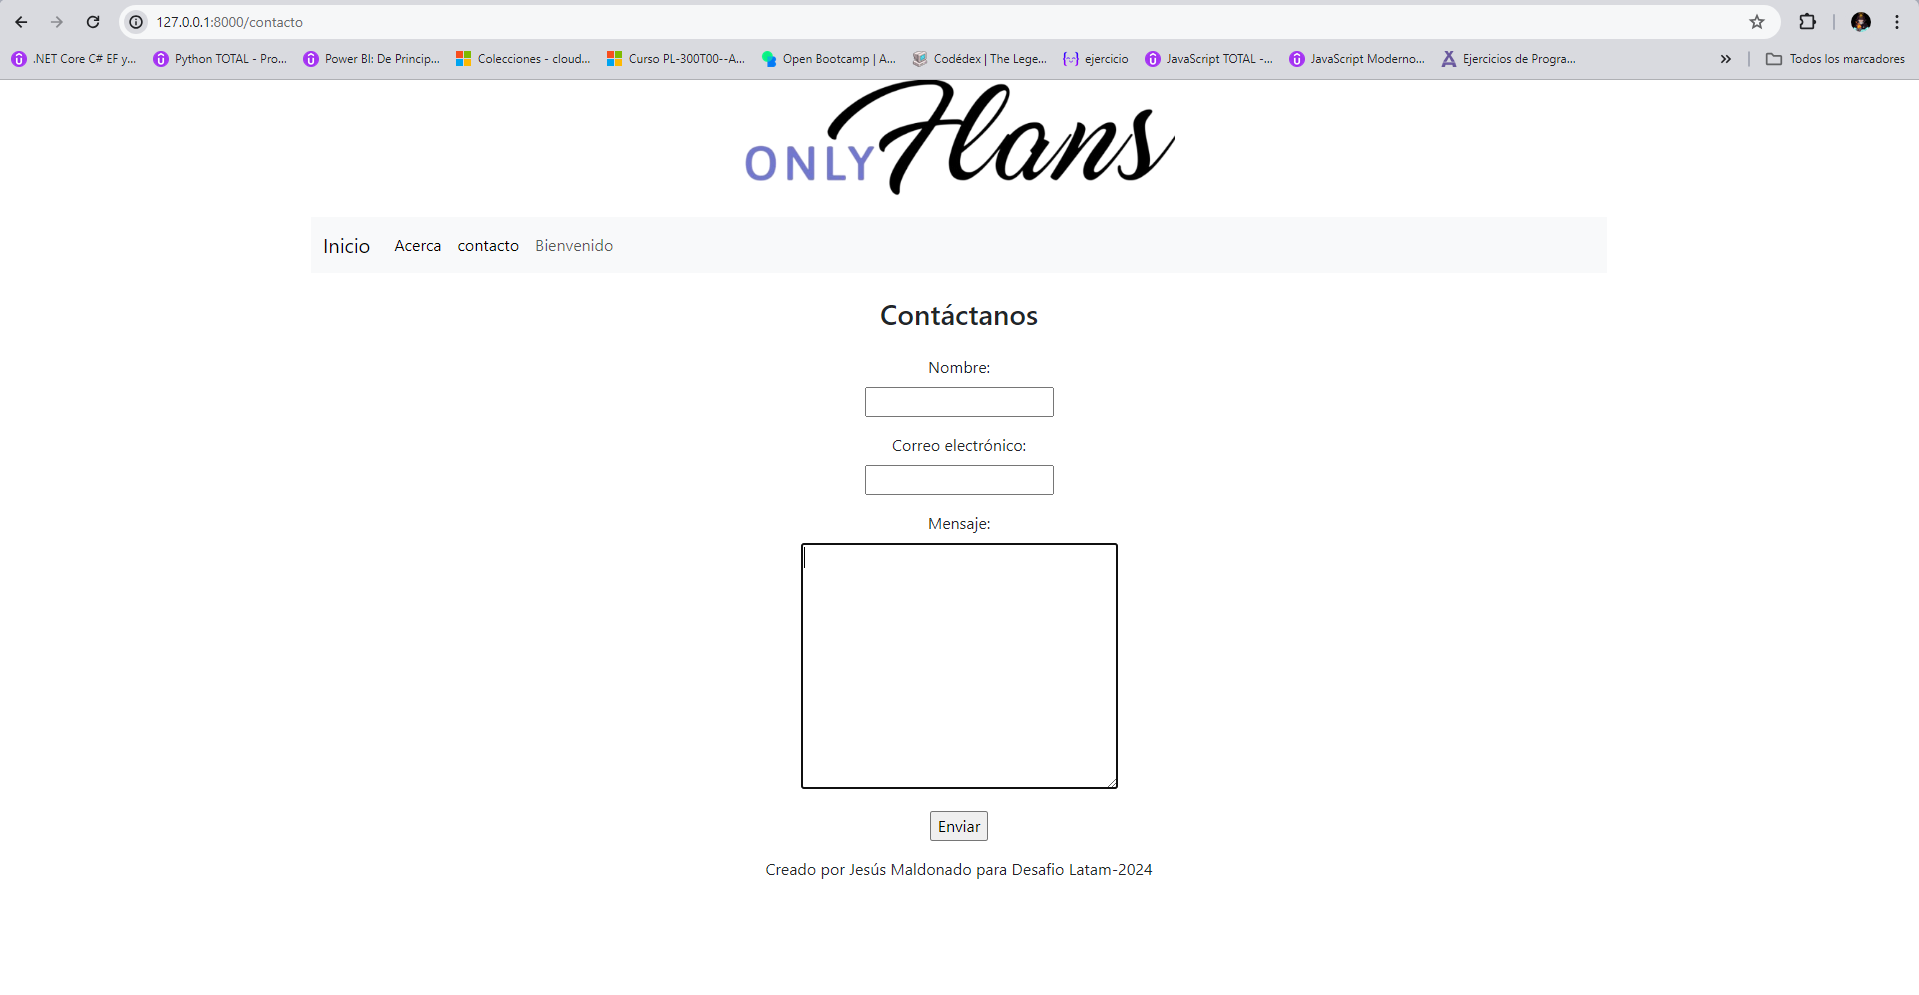 127.0.0.1:8000/contacto
.NET Core C# EF y... Python TOTAL - Pro... Power BI: De Princip... Colecciones - cloud... Curso PL-300T00--A... Open Bootcamp | A... Codédex | The Lege... ejercicio JavaScript TOTAL -... JavaScript Moderno... Ejercicios de Progra... » Todos los marcadores
ONLY Flans
Inicio Acerca contacto Bienvenido
Contáctanos
Nombre:
Correo electrónico:
Mensaje:
Enviar
Creado por Jesús Maldonado para Desafio Latam-2024